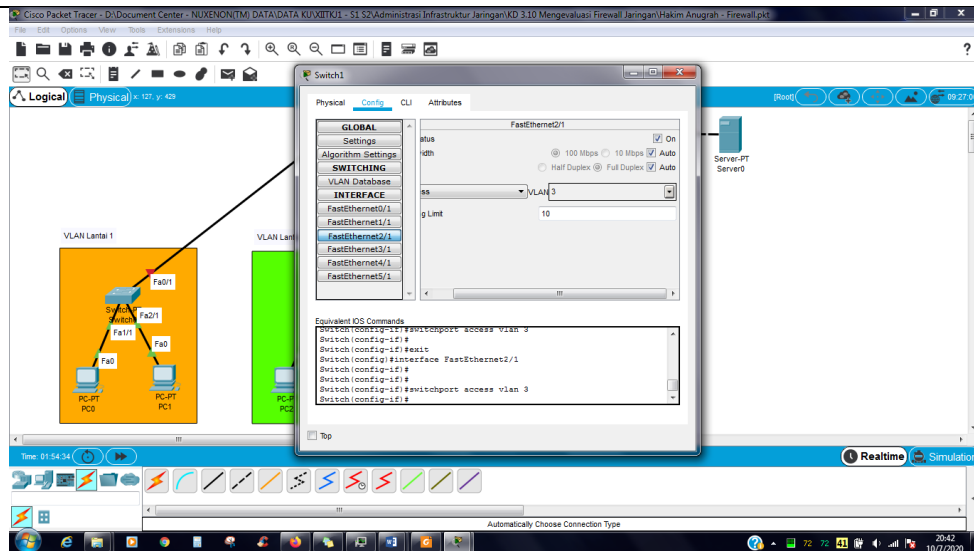 Cisco Packet Tracer - D:\Document Center - NUXENON(TM) DATA\DATA KU\XIITKJ1 - S1 S2\Administrasi Infrastruktur Jaringan\KD 3.10 Mengevaluasi Firewall Jaringan\Hakim Anugrah - Firewall.pkt
File Edit Options View Tools Extensions Help
?
Logical
Physical
x: 127, y: 429
[Root]
09:27:0
Switch1
Physical Config CLI Attributes
GLOBAL
Settings
Algorithm Settings
SWITCHING
VLAN Database
INTERFACE
FastEthernet0/1
FastEthernet1/1
FastEthernet2/1
FastEthernet3/1
FastEthernet4/1
FastEthernet5/1
FastEthernet2/1
atus
On
idth
100 Mbps 10 Mbps Auto
Half Duplex Full Duplex Auto
ss
VLAN 3
g Limit
10
Equivalent IOS Commands
Switch(config-if)#switchport access vlan 3
Switch(config-if)#
Switch(config-if)#exit
Switch(config)#interface FastEthernet2/1
Switch(config-if)#
Switch(config-if)#
Switch(config-if)#switchport access vlan 3
Switch(config-if)#
Top
Server-PT
Server0
VLAN Lantai 1
VLAN Lant
Fa0/1
Fa2/1
Fa1/1
Fa0
Fa0
PC-PT
PC0
PC-PT
PC1
PC-P
PC2
Time: 01:54:34
Realtime
Simulation
Automatically Choose Connection Type
72 72 41
20:42
10/7/2020